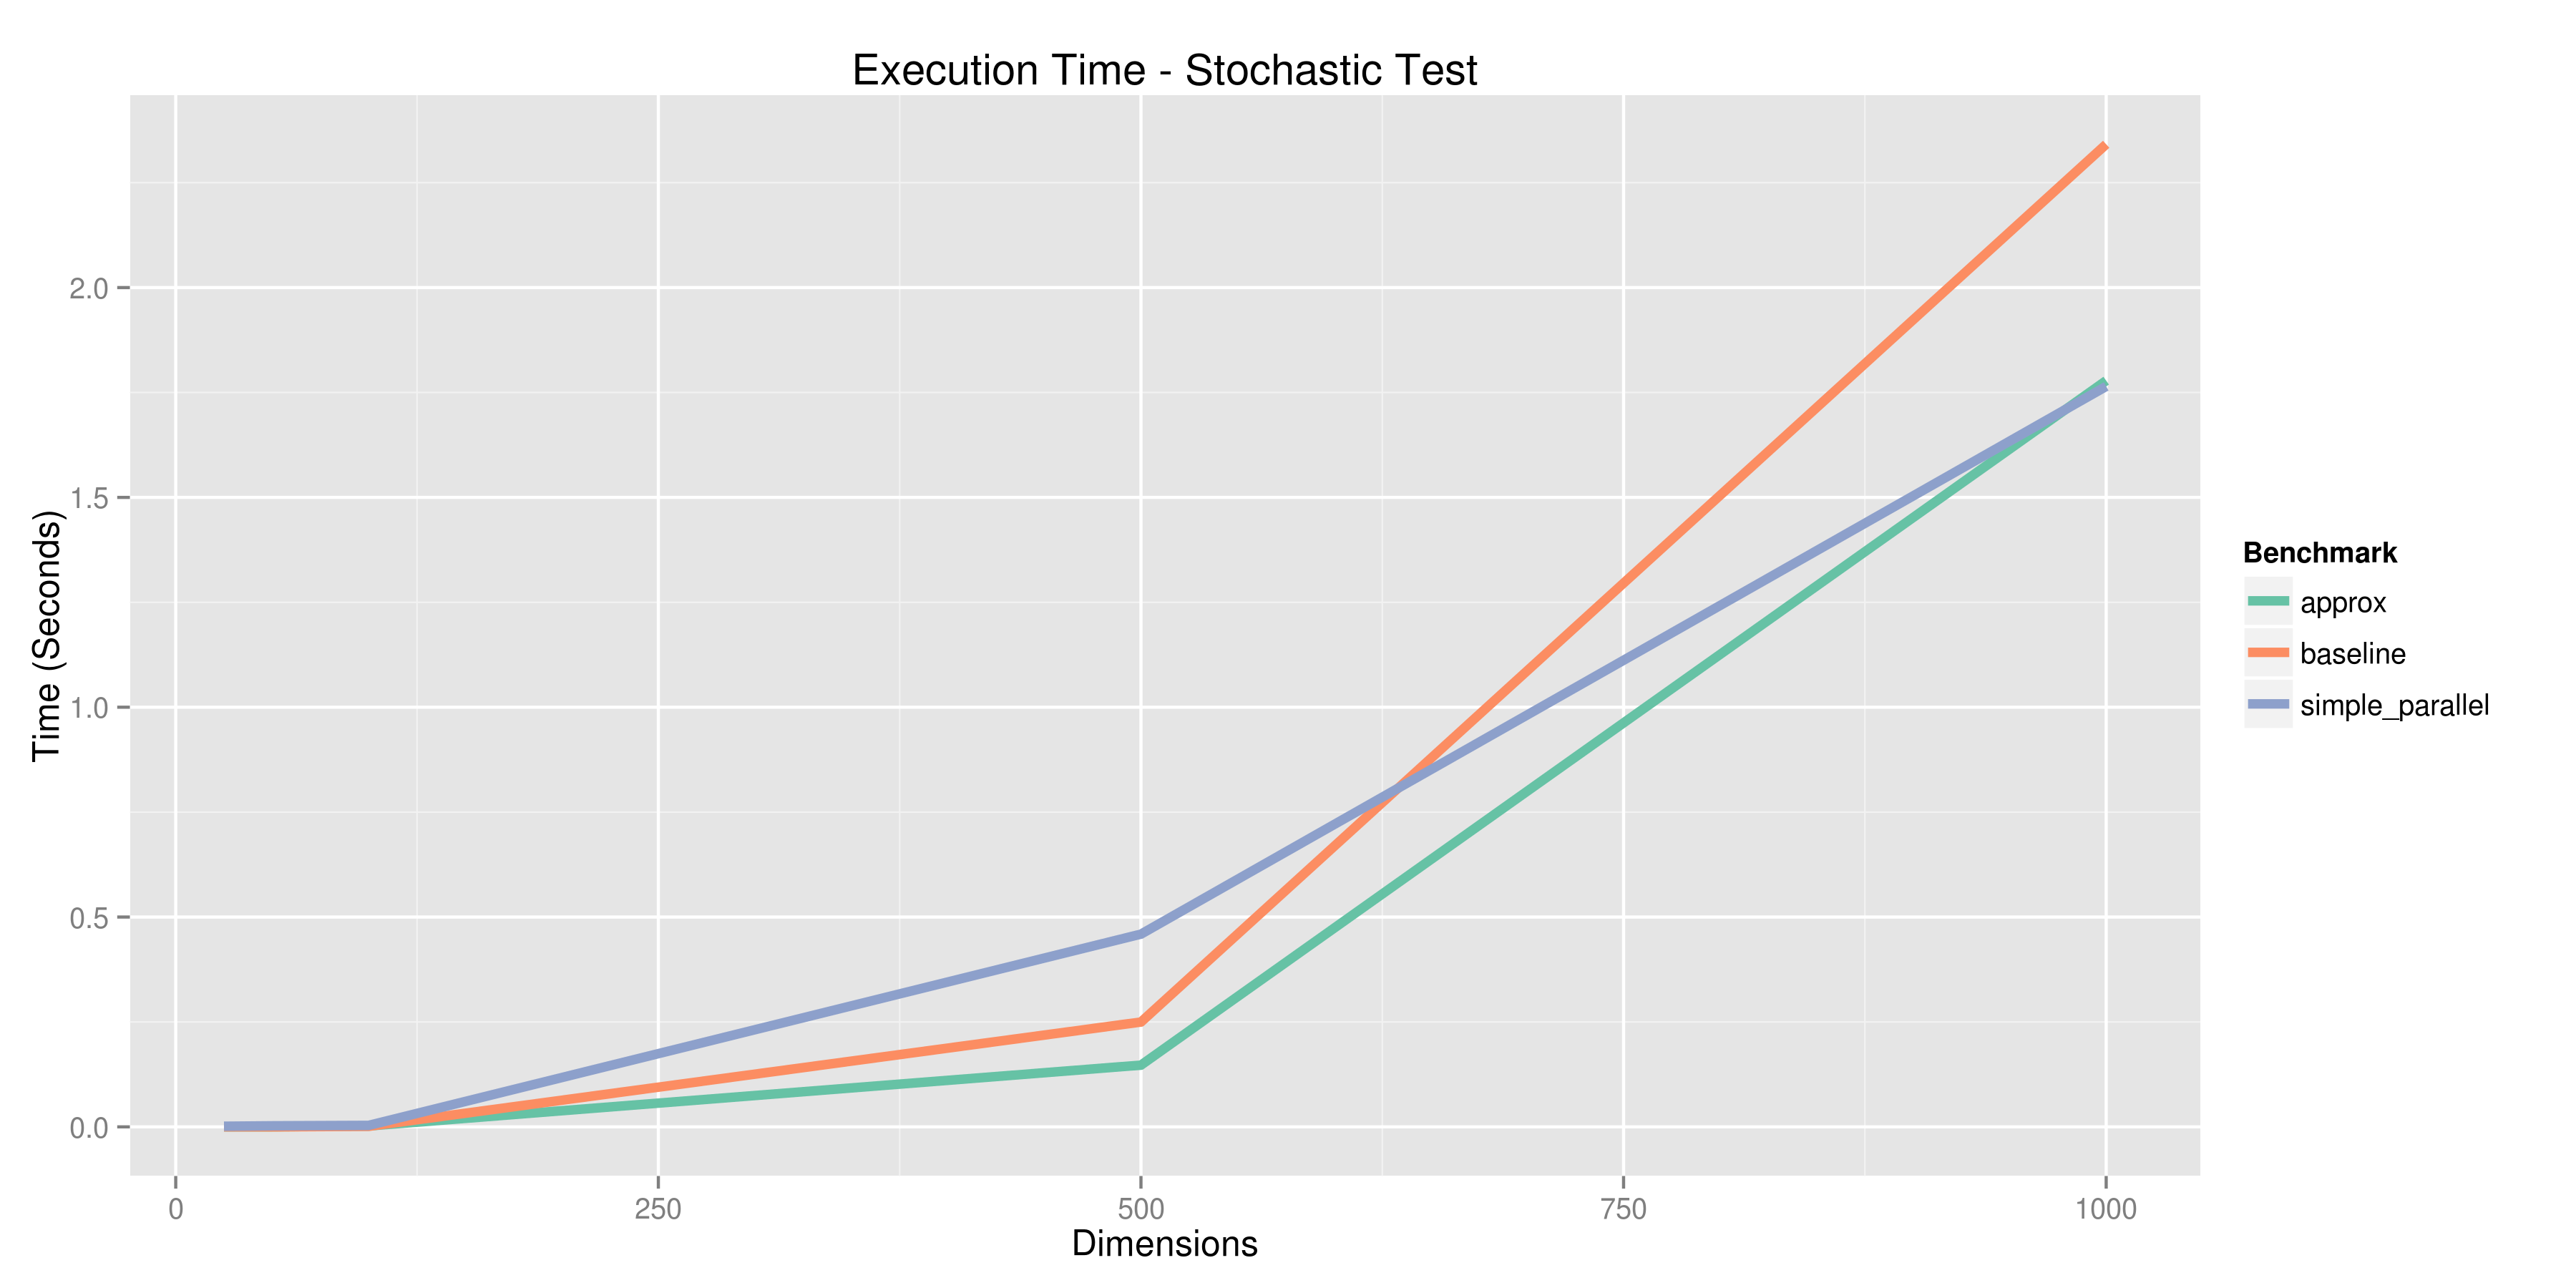 Execution Time - Stochastic Test
Time (Seconds)
2.0
1.5
1.0
0.5
0.0
0 250 500 750 1000
Dimensions
Benchmark
approx
baseline
simple_parallel